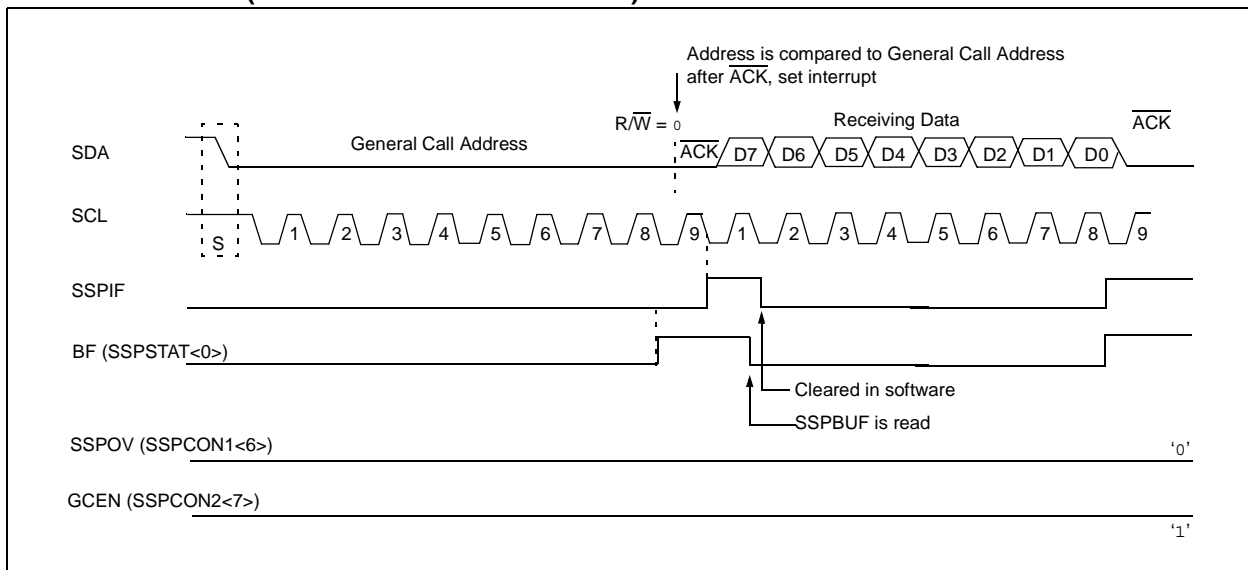 Address is compared to General Call Address
after ACK, set interrupt
R/W = 0
Receiving Data
ACK
SDA
General Call Address
ACK
D7 D6 D5 D4 D3 D2 D1 D0
SCL
S
1 2 3 4 5 6 7 8 9 1 2 3 4 5 6 7 8 9
SSPIF
BF (SSPSTAT<0>)
Cleared in software
SSPBUF is read
SSPOV (SSPCON1<6>)
‘0’
GCEN (SSPCON2<7>)
‘1’